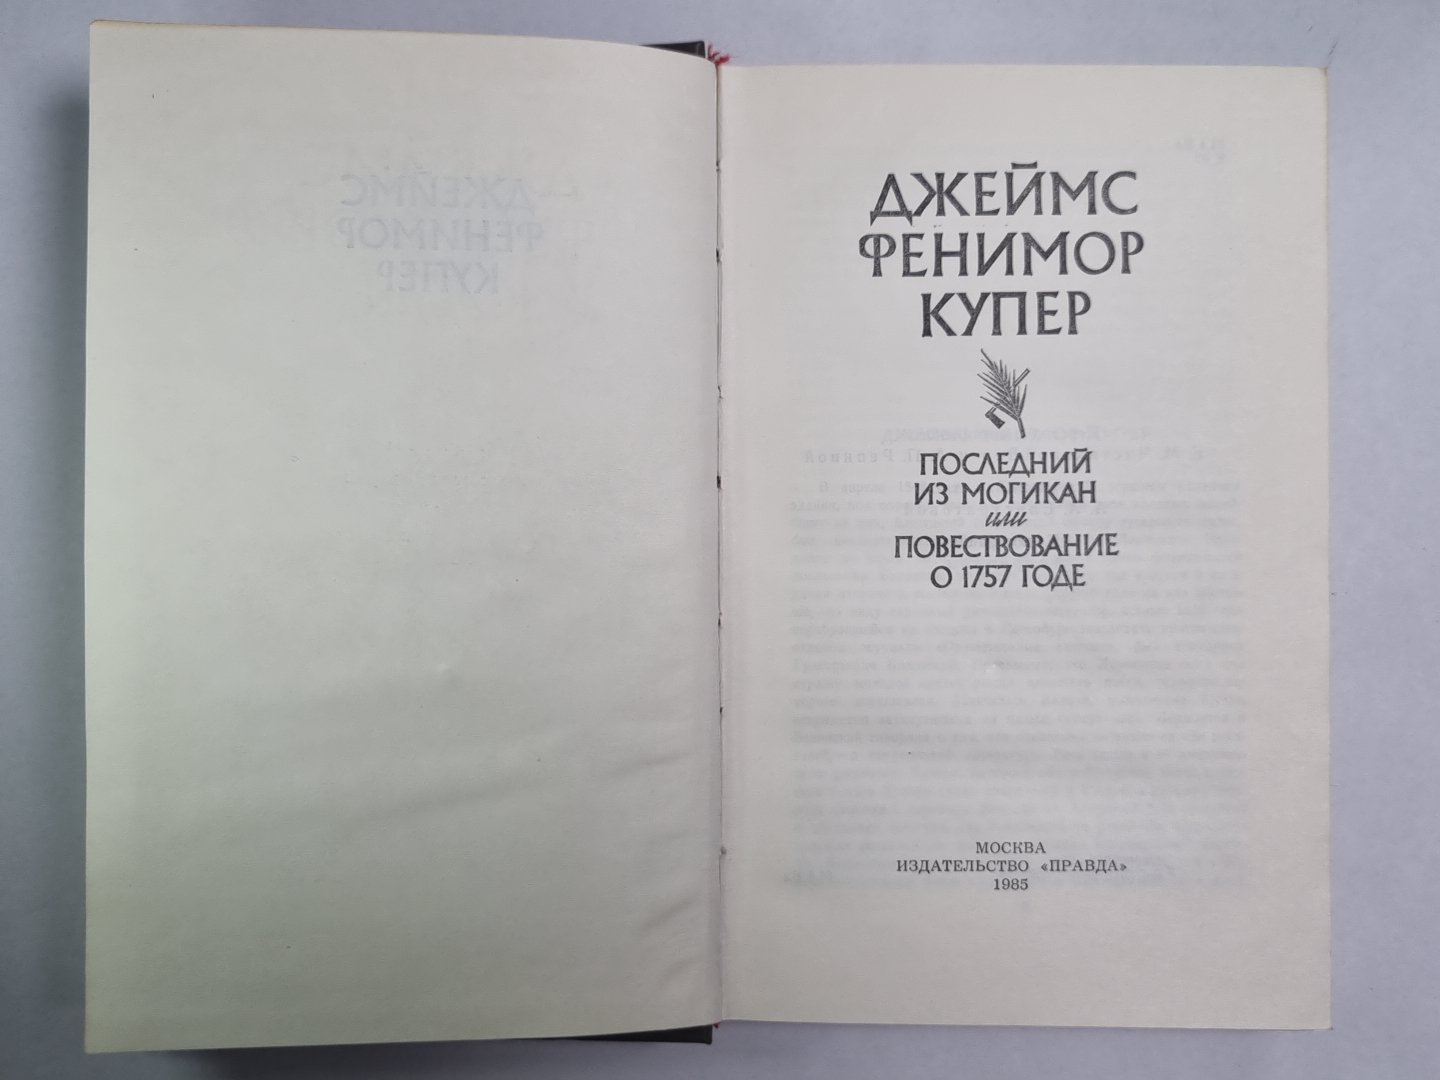 ДЖЕЙМС
ФЕНИМОР
КУПЕР
ПОСЛЕДНИЙ
ИЗ МОГИКАН
или
ПОВЕСТВОВАНИЕ
О 1757 ГОДЕ
МОСКВА
ИЗДАТЕЛЬСТВО «ПРАВДА»
1985